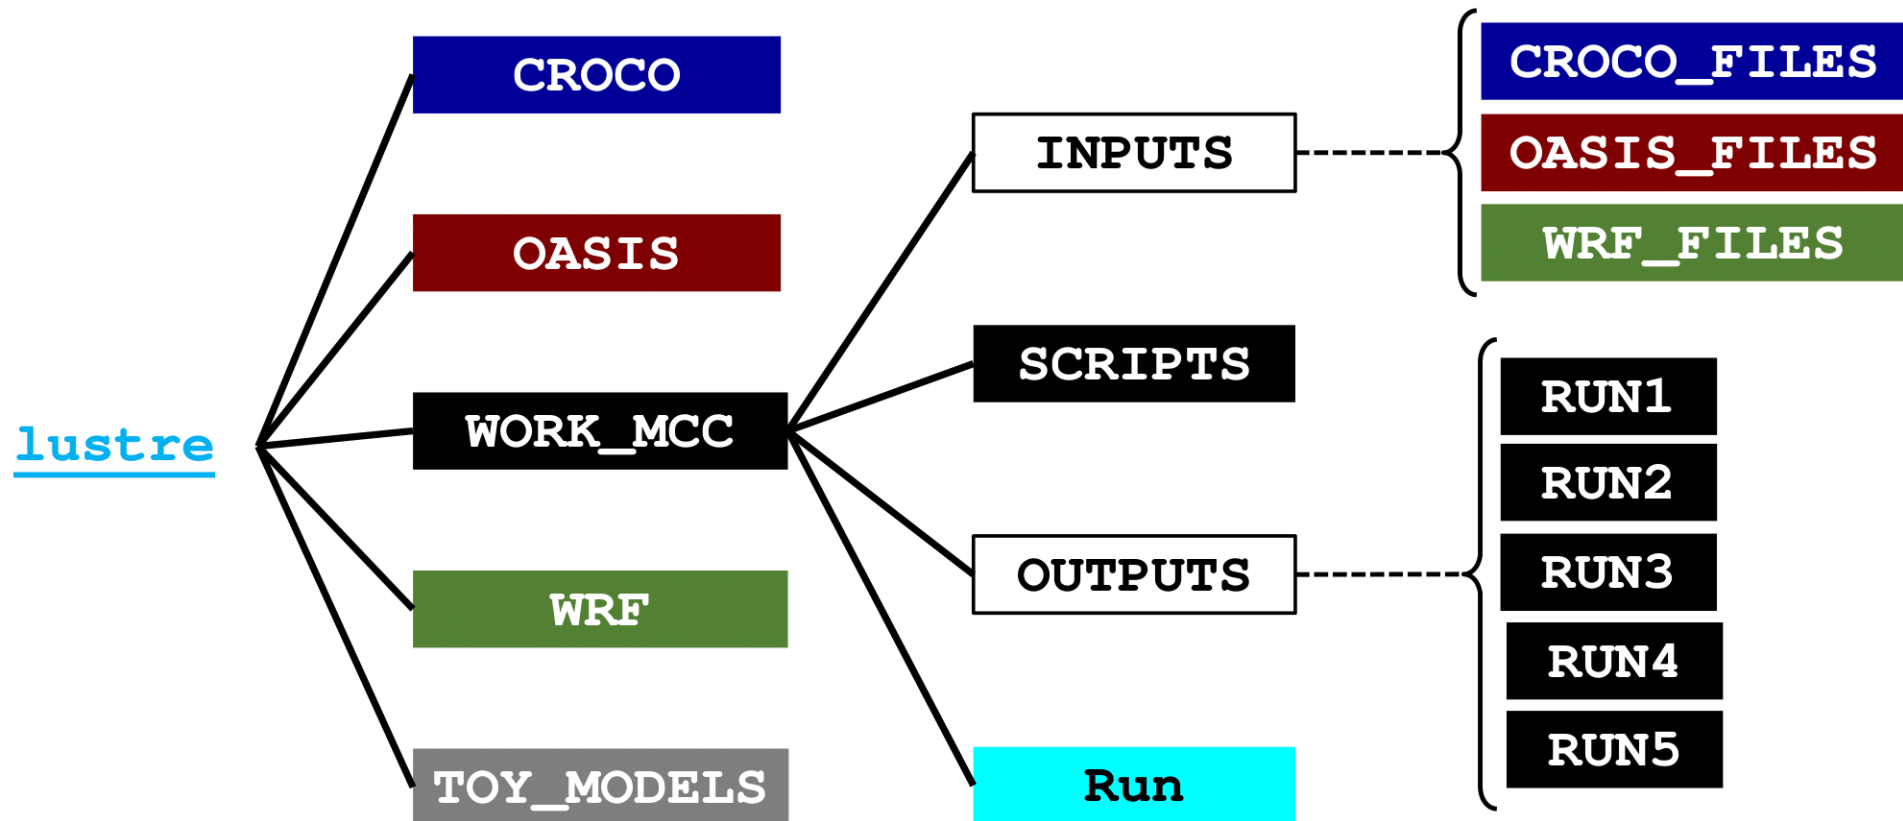 lustre
CROCO
OASIS
WORK_MCC
WRF
TOY_MODELS
INPUTS
SCRIPTS
OUTPUTS
Run
CROCO_FILES
OASIS_FILES
WRF_FILES
RUN1
RUN2
RUN3
RUN4
RUN5